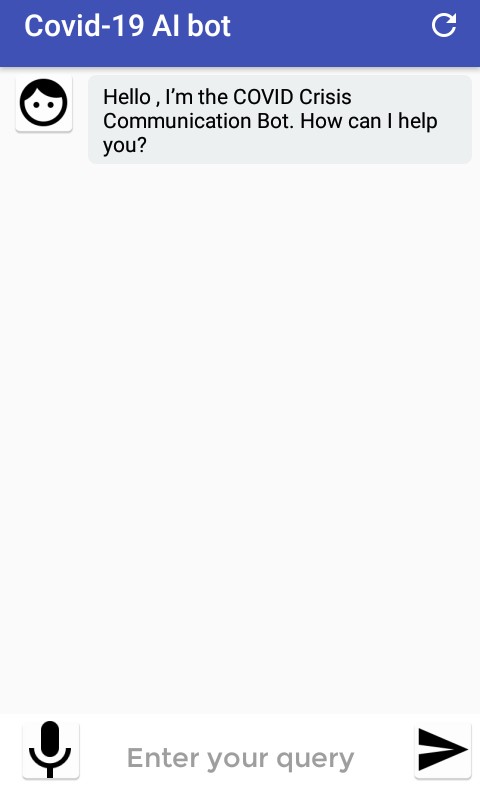 Covid-19 AI bot
Hello , I’m the COVID Crisis
Communication Bot. How can I help
you?
Enter your query